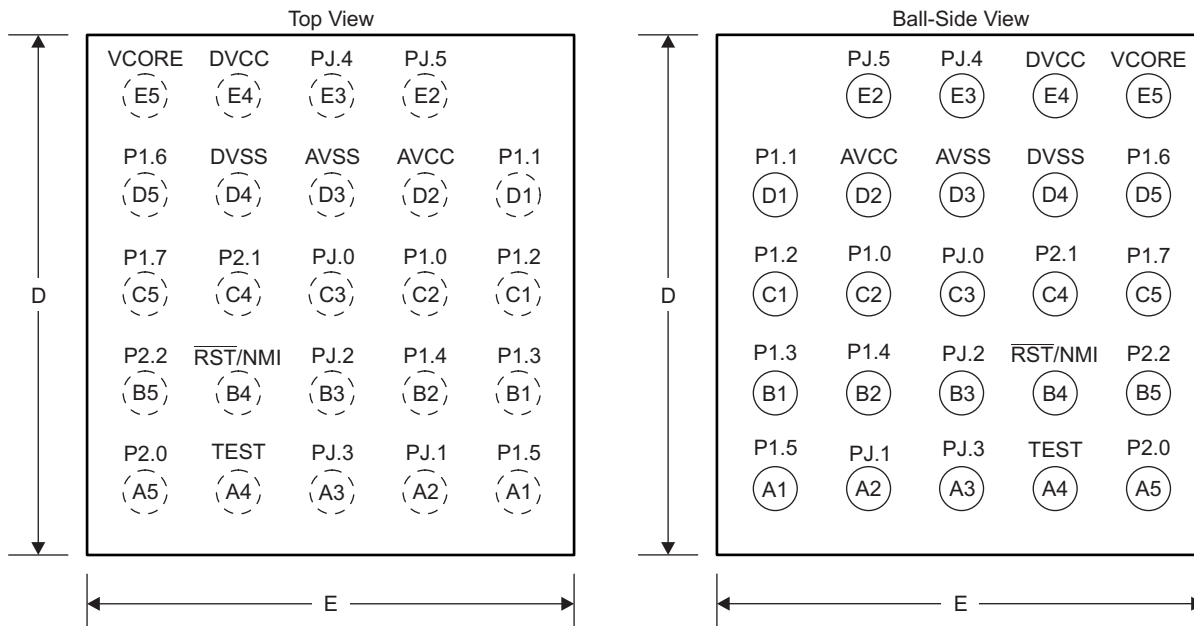 Top View
VCORE DVCC PJ.4 PJ.5
E5 E4 E3 E2
P1.6 DVSS AVSS AVCC P1.1
D5 D4 D3 D2 D1
P1.7 P2.1 PJ.0 P1.0 P1.2
C5 C4 C3 C2 C1
P2.2 RST/NMI PJ.2 P1.4 P1.3
B5 B4 B3 B2 B1
P2.0 TEST PJ.3 PJ.1 P1.5
A5 A4 A3 A2 A1
D
E
Ball-Side View
PJ.5 PJ.4 DVCC VCORE
E2 E3 E4 E5
P1.1 AVCC AVSS DVSS P1.6
D1 D2 D3 D4 D5
P1.2 P1.0 PJ.0 P2.1 P1.7
C1 C2 C3 C4 C5
P1.3 P1.4 PJ.2 RST/NMI P2.2
B1 B2 B3 B4 B5
P1.5 PJ.1 PJ.3 TEST P2.0
A1 A2 A3 A4 A5
D
E